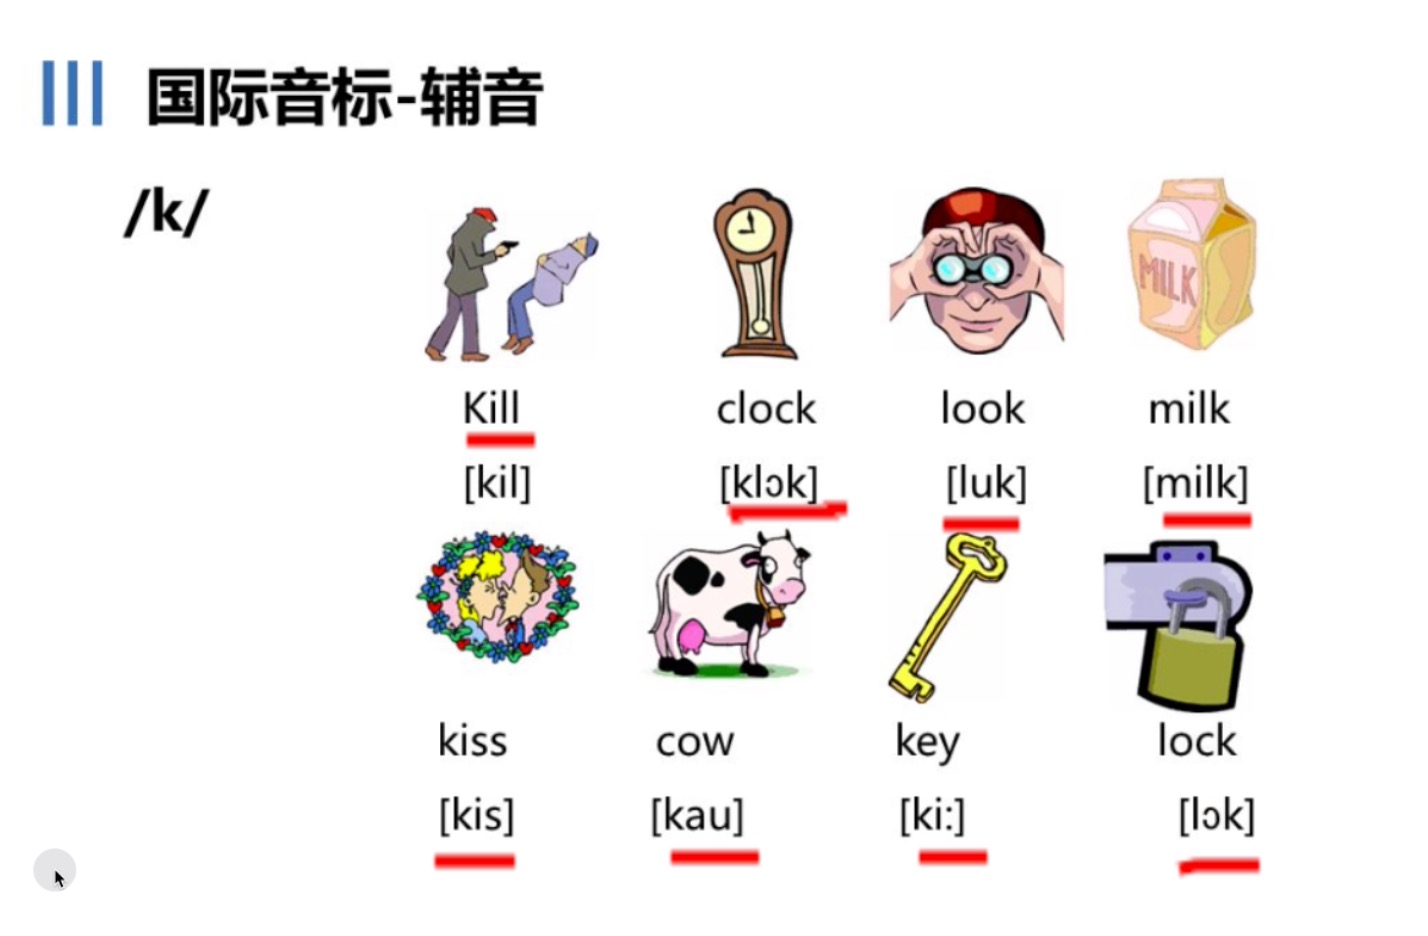 国际音标-辅音
/k/
MILK
Kill clock look milk
[kil] [klɔk] [luk] [milk]
kiss cow key lock
[kis] [kau] [ki:] [lɔk]